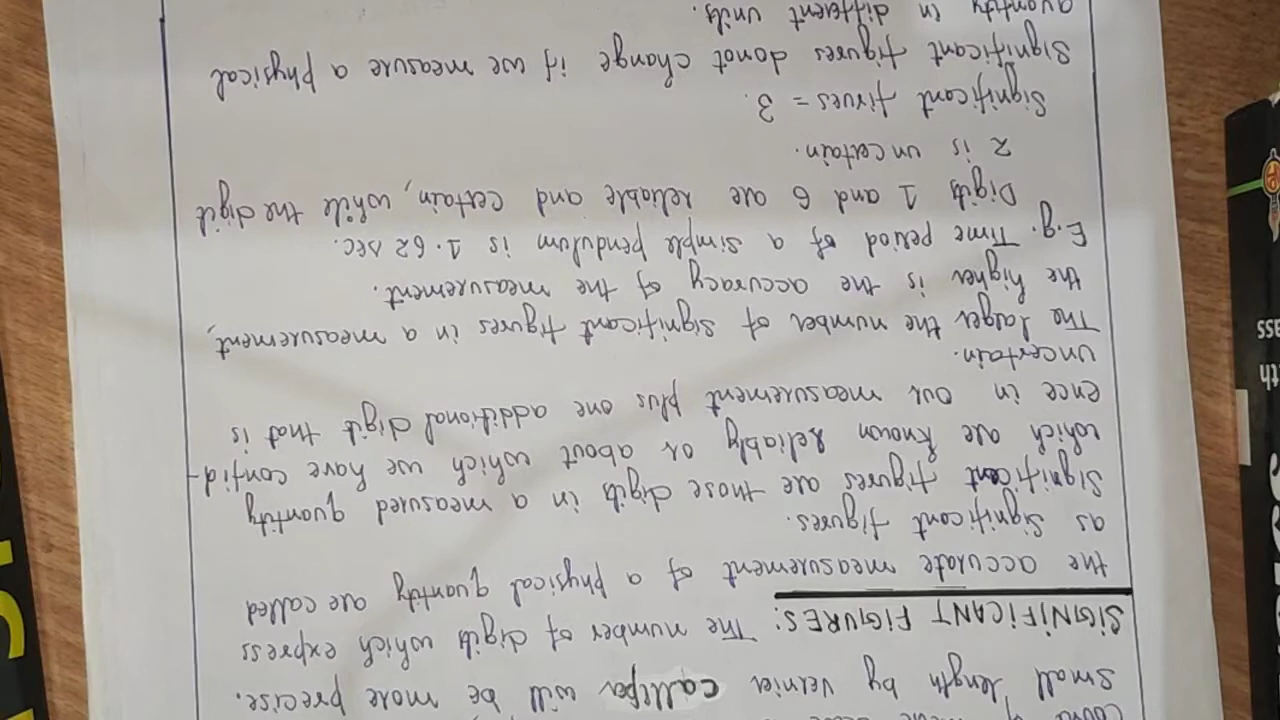 small length by vernier calliper will be more precise.
SIGNIFICANT FIGURES: The number of digits which express
the accurate measurement of a physical quantity are called
as significant figures.
Significant figures are those digits in a measured quantity
which are known reliably or about which we have confid-
ence in our measurement plus one additional digit that is
uncertain.
The larger the number of significant figures in a measurement,
the higher is the accuracy of the measurement.
E.g. Time period of a simple pendulum is 1.62 sec.
Digits 1 and 6 are reliable and certain, while the digit
2 is uncertain.
Significant firues = 3.
Significant figures donot change if we measure a physical
quantity in different units.